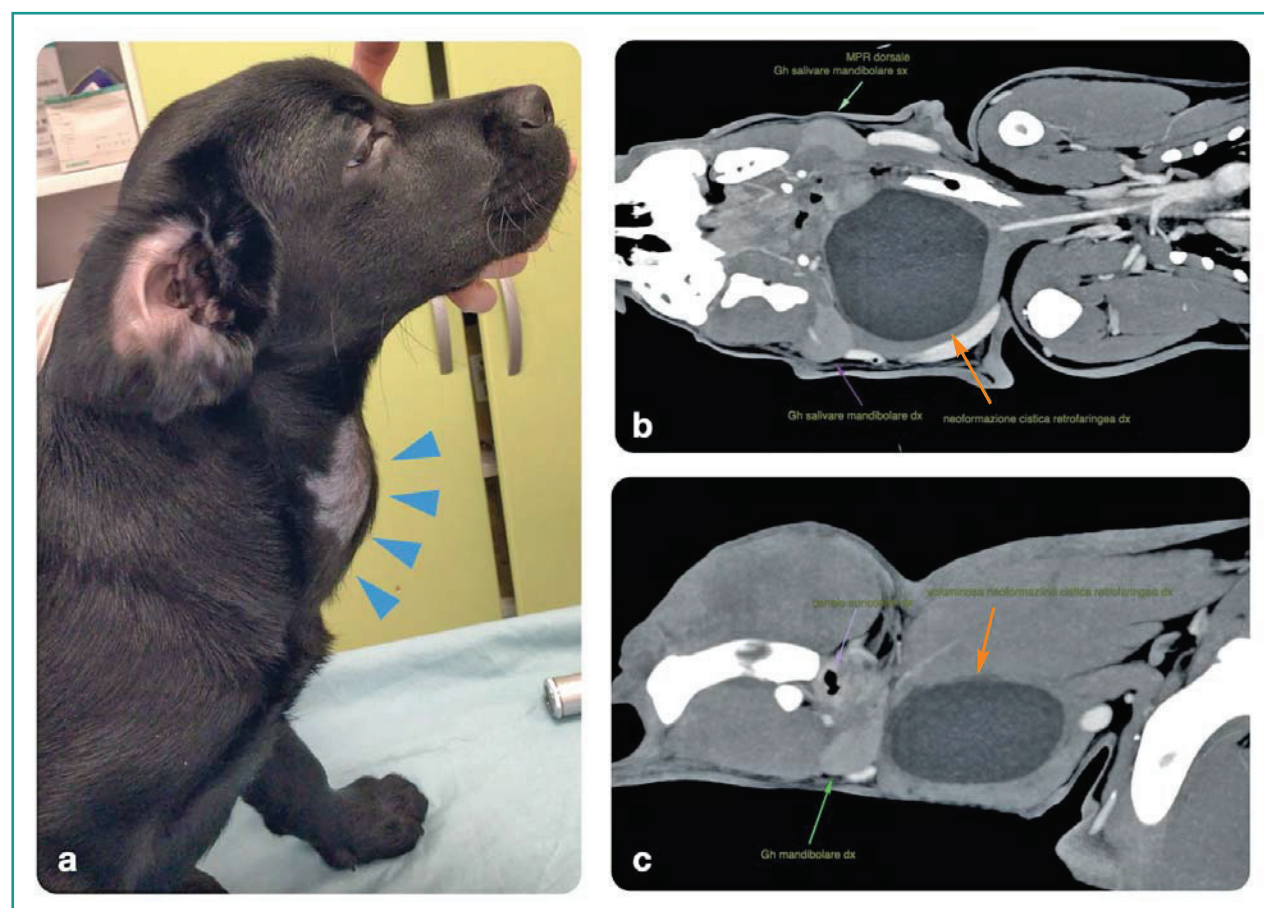 a
MPR dorsale
Gh salivare mandibolare sx
Gh salivare mandibolare dx
neoformazione cistica retrofaringea dx
b
voluminosa neoformazione cistica retrofaringea dx
Gh mandibolare dx
c